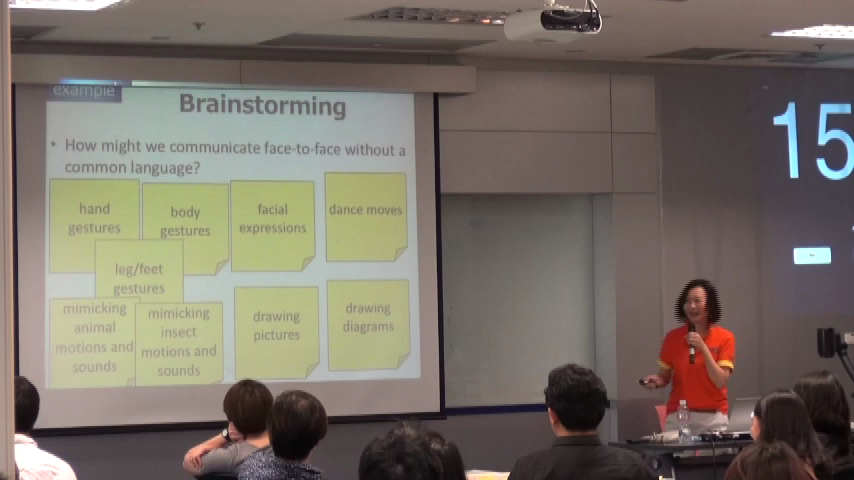 example
Brainstorming
• How might we communicate face-to-face without a
common language?
hand
gestures
body
gestures
facial
expressions
dance moves
leg/feet
gestures
mimicking
animal
motions and
sounds
mimicking
insect
motions and
sounds
drawing
pictures
drawing
diagrams
15